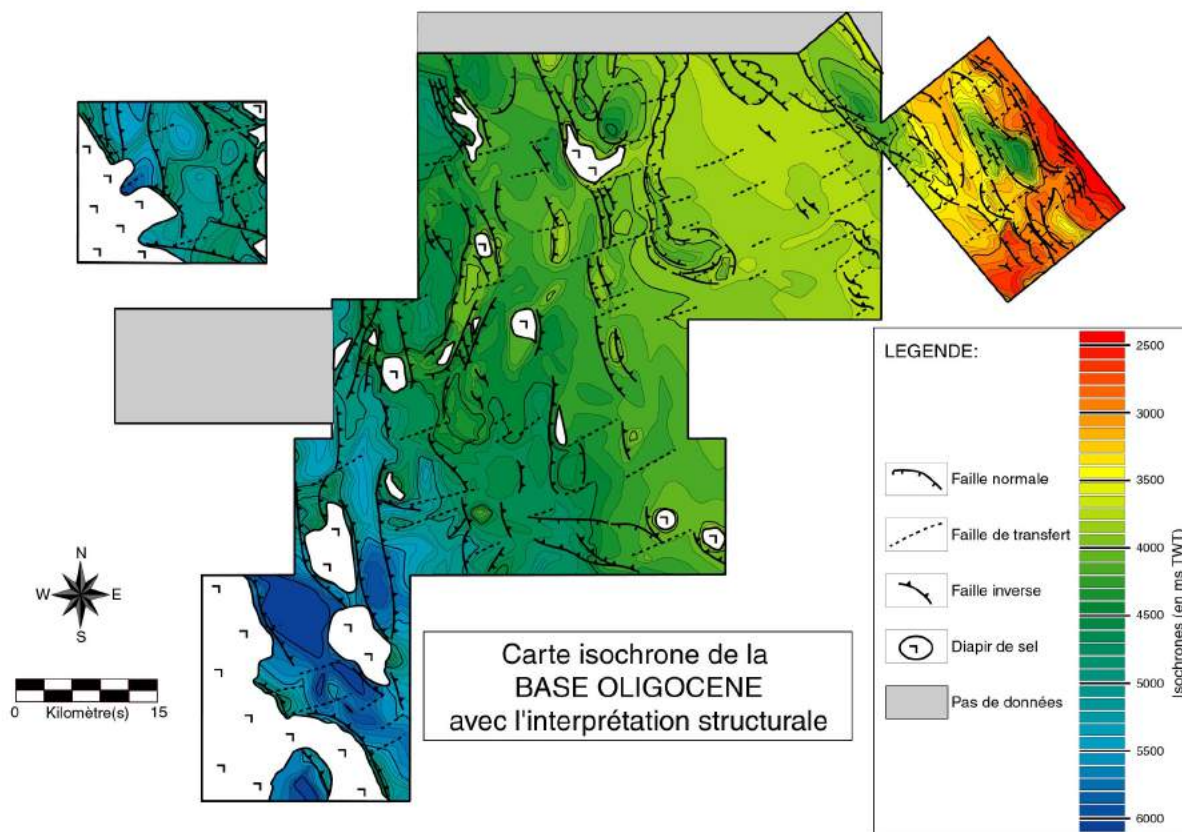 LEGENDE:
Faille normale
Faille de transfert
Faille inverse
Diapir de sel
Pas de données
2500
3000
3500
4000
4500
5000
5500
6000
Isochrones (en ms TWT)
N
W E
S
0 Kilomètre(s) 15
Carte isochrone de la
BASE OLIGOCENE
avec l'interprétation structurale